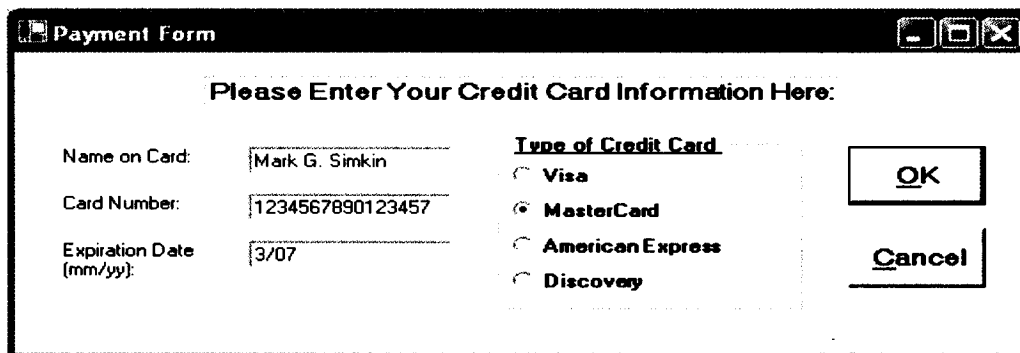 Payment Form
Please Enter Your Credit Card Information Here:
Name on Card:
Mark G. Simkin
Card Number:
1234567890123457
Expiration Date
(mm/yy):
3/07
Type of Credit Card
Visa
MasterCard
American Express
Discovery
OK
Cancel